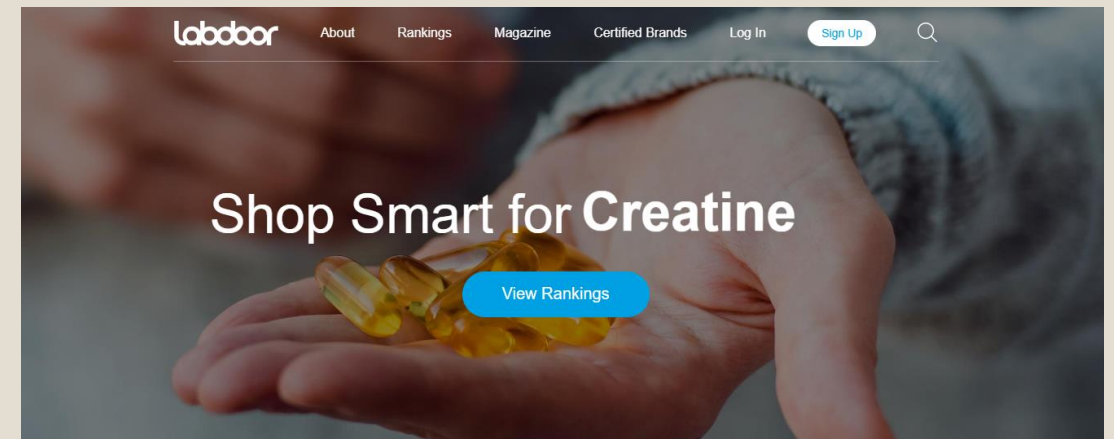 labdoor About Rankings Magazine Certified Brands Log In Sign Up
Shop Smart for Creatine
View Rankings